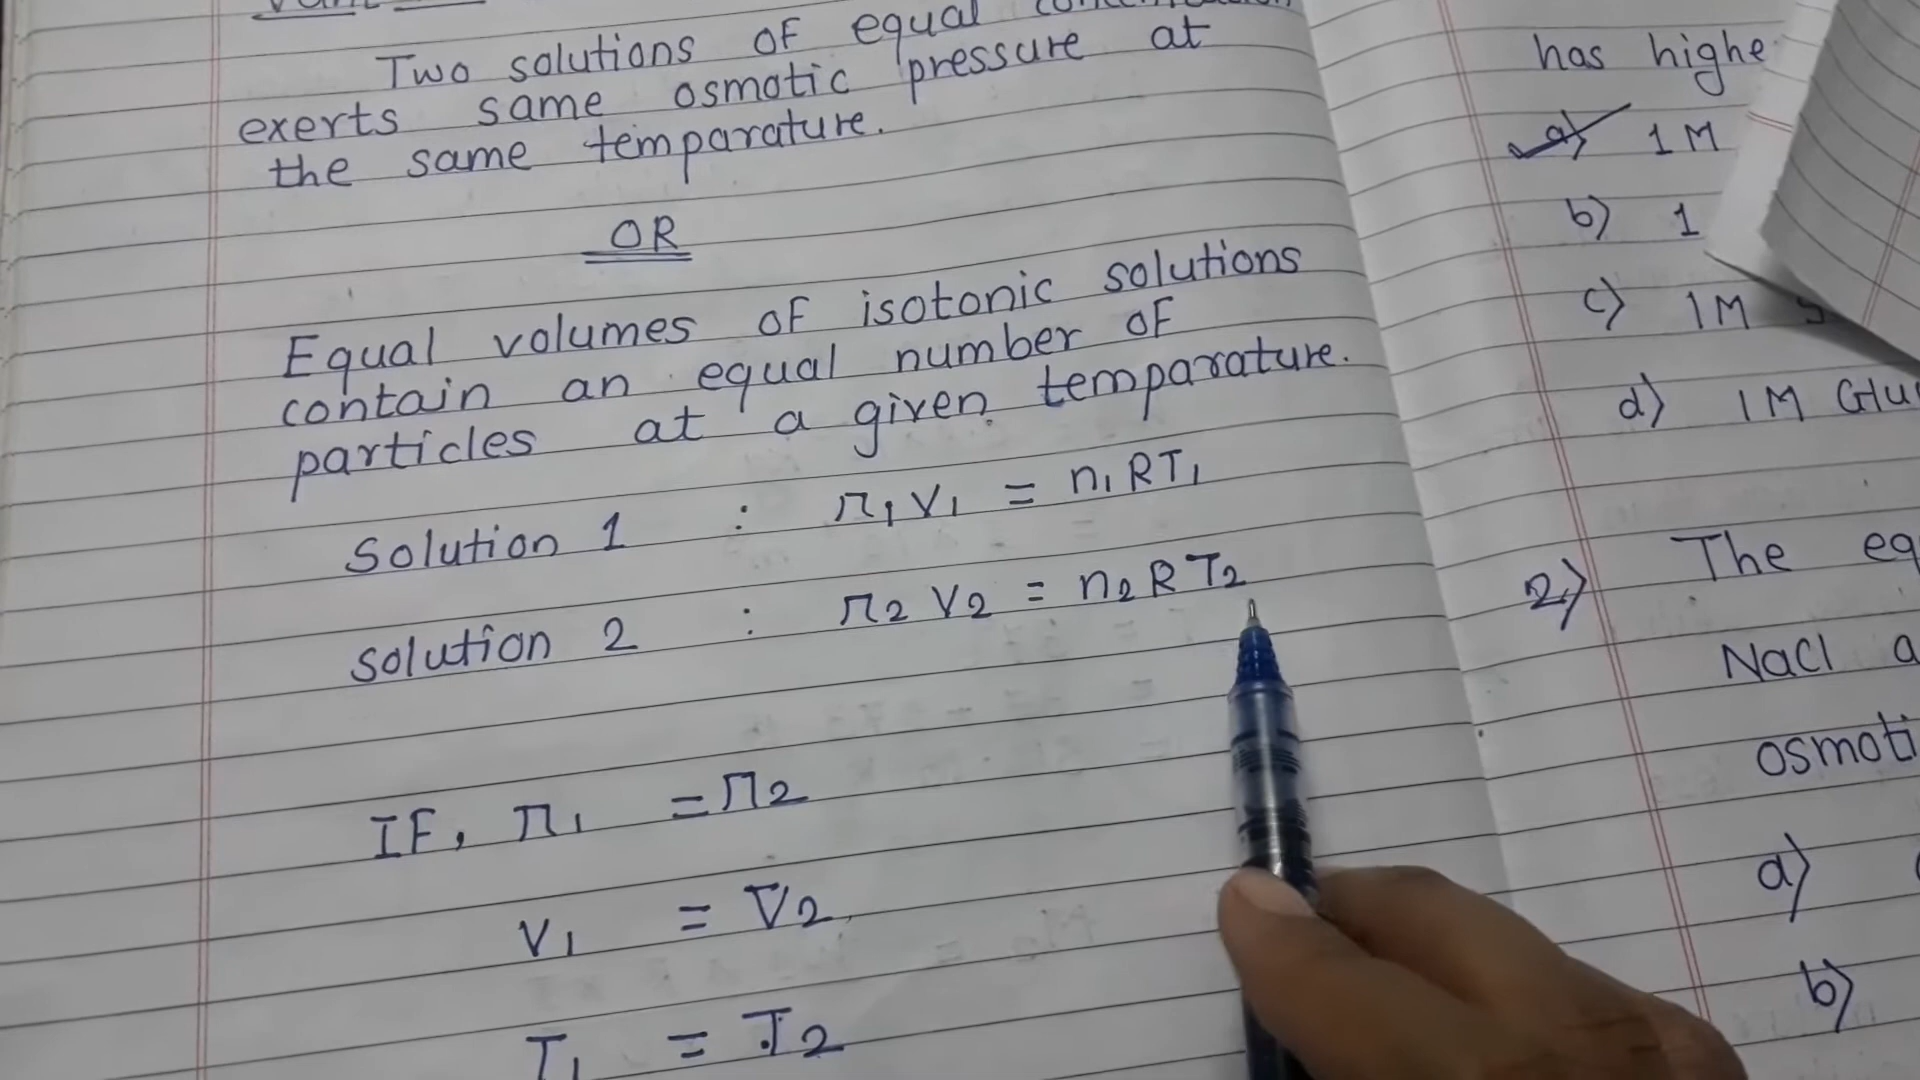 Two solutions of equal
exerts same osmotic pressure at
the same temparature.
OR
Equal volumes of isotonic solutions
contain an equal number of
particles at a given temparature.
Solution 1 : π₁V₁ = n₁RT₁
Solution 2 : π₂V₂ = n₂RT₂
IF, π₁ = π₂
V₁ = V₂
T₁ = T₂
has highe
a) 1M
b) 1
c) 1M
d) 1M Glu
2) The eq
NaCl a
osmoti
a)
b)